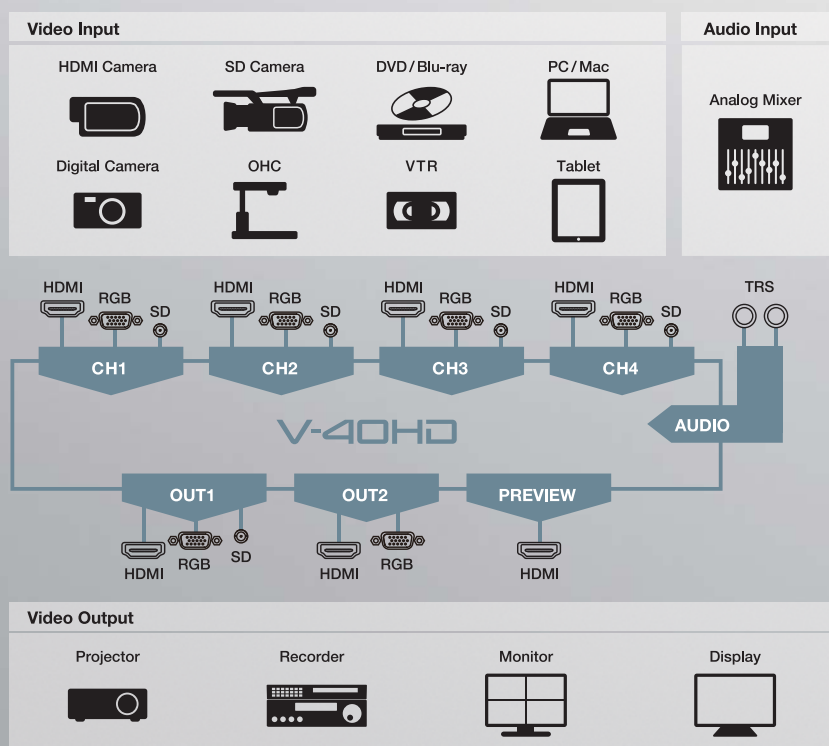 Video Input
Audio Input
HDMI Camera
SD Camera
DVD/Blu-ray
PC/Mac
Analog Mixer
Digital Camera
OHC
VTR
Tablet
HDMI
RGB
SD
HDMI
RGB
SD
HDMI
RGB
SD
HDMI
RGB
SD
TRS
CH1
CH2
CH3
CH4
V-40HD
AUDIO
OUT1
OUT2
PREVIEW
HDMI
RGB
SD
HDMI
RGB
HDMI
Video Output
Projector
Recorder
Monitor
Display